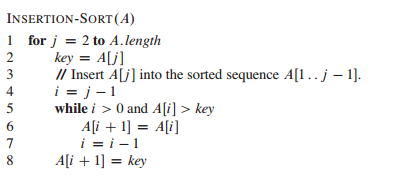 INSERTION-SORT(A)
1 for j = 2 to A.length
2 key = A[j]
3 // Insert A[j] into the sorted sequence A[1 . . j − 1].
4 i = j − 1
5 while i > 0 and A[i] > key
6 A[i + 1] = A[i]
7 i = i − 1
8 A[i + 1] = key